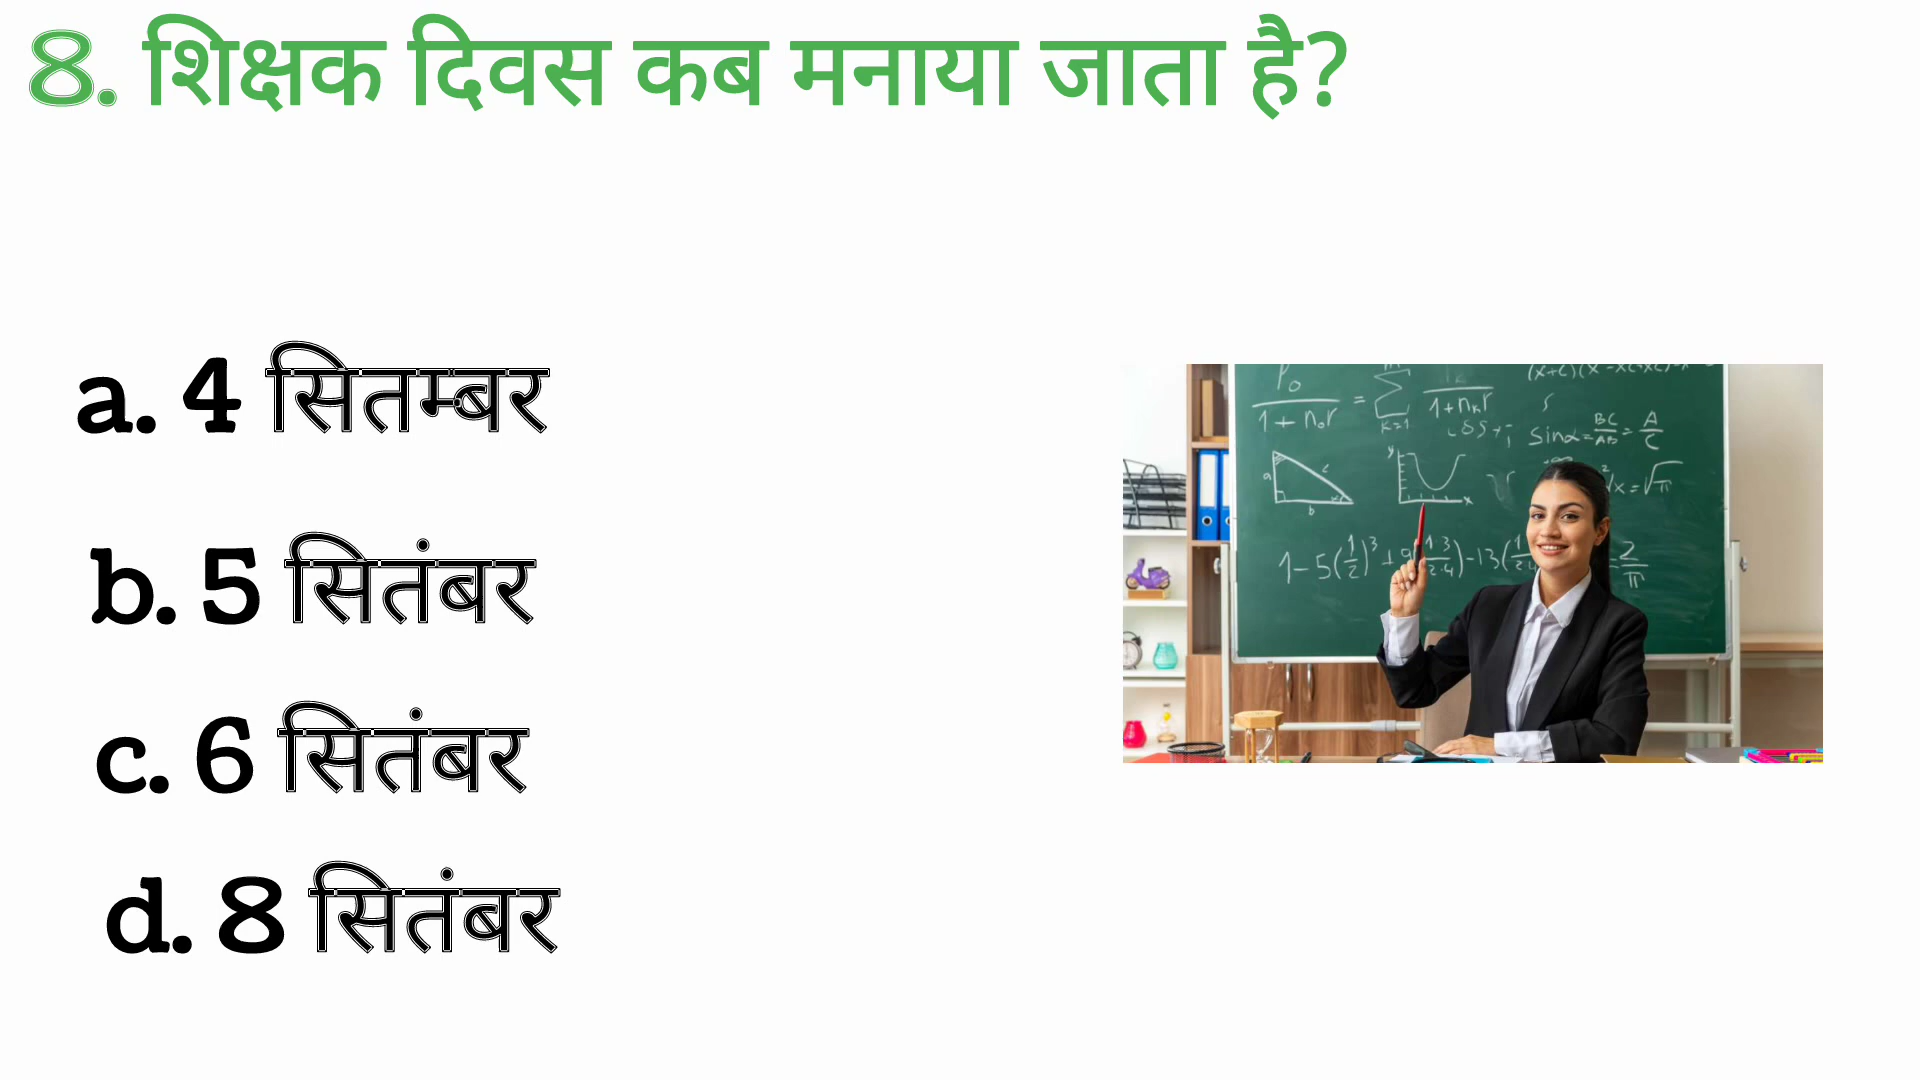 8. शिक्षक दिवस कब मनाया जाता है?
a. 4 सितम्बर
b. 5 सितंबर
c. 6 सितंबर
d. 8 सितंबर